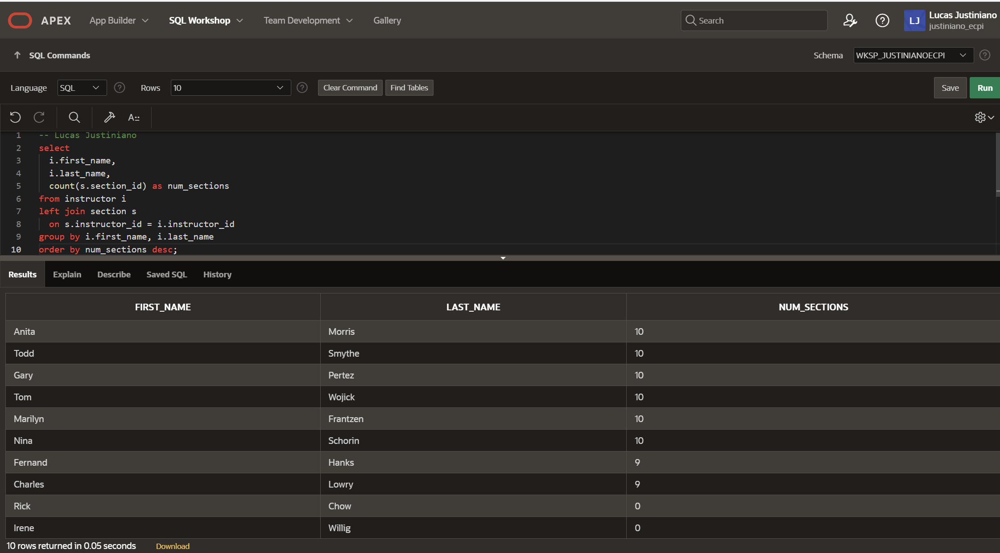 APEX App Builder SQL Workshop Team Development Gallery Search LJ Lucas Justiniano
justiniano_ecpi
SQL Commands Schema WKSP_JUSTINIANOECPI
Language SQL Rows 10 Clear Command Find Tables Save Run
A::
1 -- Lucas Justiniano
2 select
3 i.first_name,
4 i.last_name,
5 count(s.section_id) as num_sections
6 from instructor i
7 left join section s
8 on s.instructor_id = i.instructor_id
9 group by i.first_name, i.last_name
10 order by num_sections desc;
Results Explain Describe Saved SQL History
FIRST_NAME LAST_NAME NUM_SECTIONS
Anita Morris 10
Todd Smythe 10
Gary Pertez 10
Tom Wojick 10
Marilyn Frantzen 10
Nina Schorin 10
Fernand Hanks 9
Charles Lowry 9
Rick Chow 0
Irene Willig 0
10 rows returned in 0.05 seconds Download